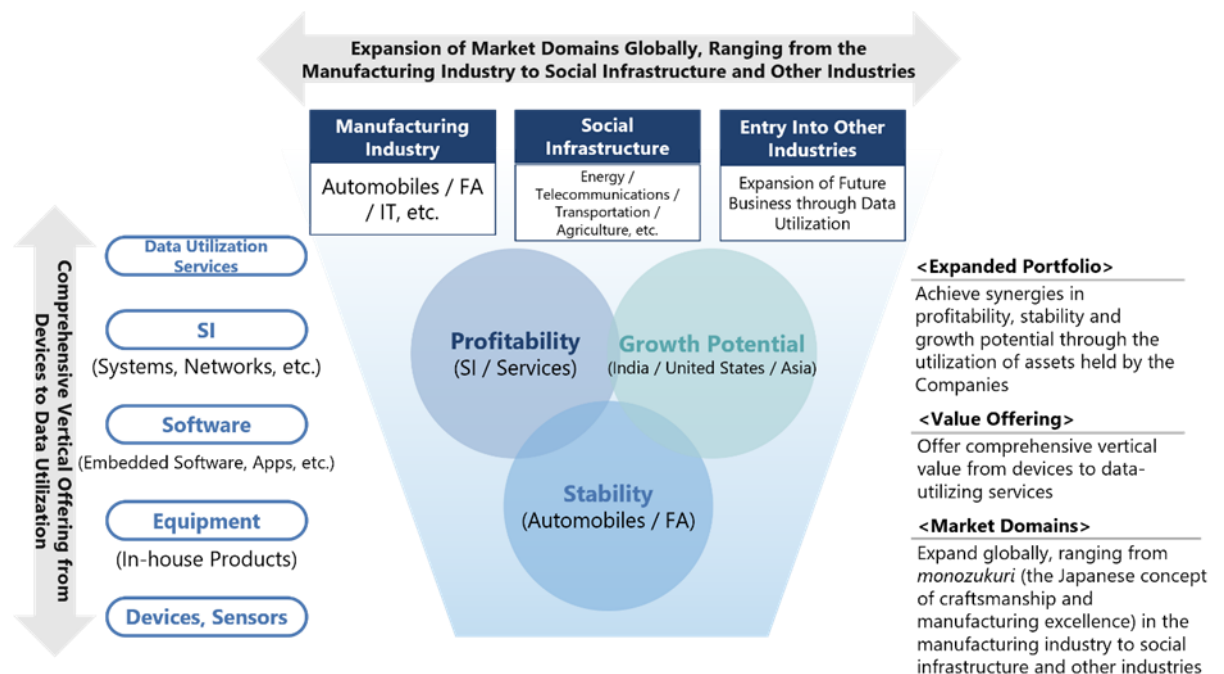 Expansion of Market Domains Globally, Ranging from the
Manufacturing Industry to Social Infrastructure and Other Industries
Manufacturing
Industry
Automobiles / FA
/ IT, etc.
Social
Infrastructure
Energy /
Telecommunications /
Transportation /
Agriculture, etc.
Entry Into Other
Industries
Expansion of Future
Business through Data
Utilization
Comprehensive Vertical Offering from
Devices to Data Utilization
Data Utilization
Services
SI
(Systems, Networks, etc.)
Software
(Embedded Software, Apps, etc.)
Equipment
(In-house Products)
Devices, Sensors
Profitability
(SI / Services)
Growth Potential
(India / United States / Asia)
Stability
(Automobiles / FA)
<Expanded Portfolio>
Achieve synergies in
profitability, stability and
growth potential through the
utilization of assets held by the
Companies
<Value Offering>
Offer comprehensive vertical
value from devices to data-
utilizing services
<Market Domains>
Expand globally, ranging from
monozukuri (the Japanese concept
of craftsmanship and
manufacturing excellence) in the
manufacturing industry to social
infrastructure and other industries